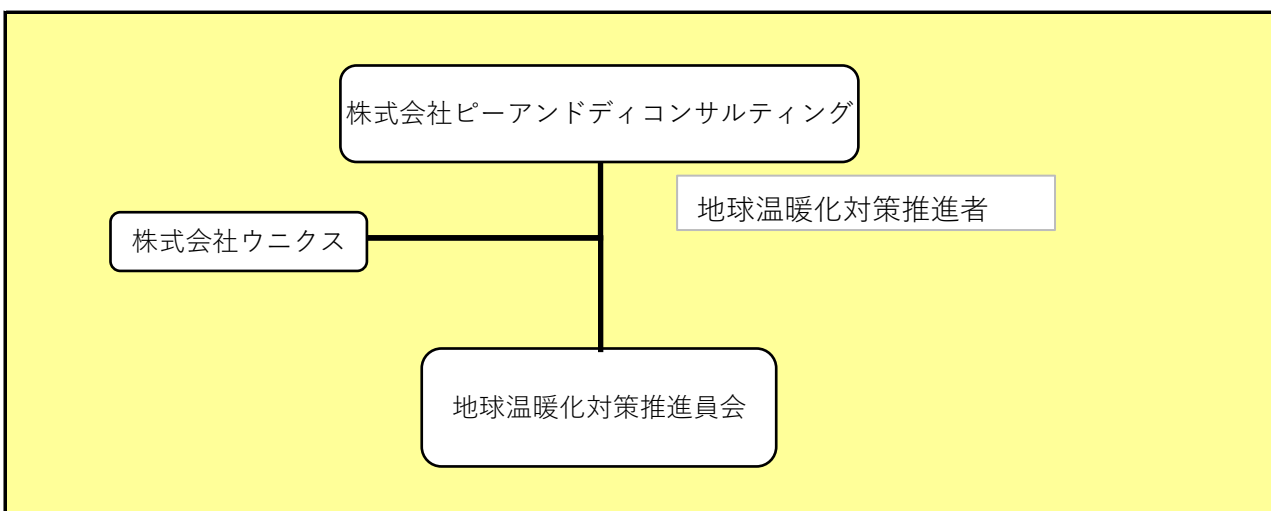 株式会社ピーアンドディコンサルティング
地球温暖化対策推進者
株式会社ウニクス
地球温暖化対策推進員会